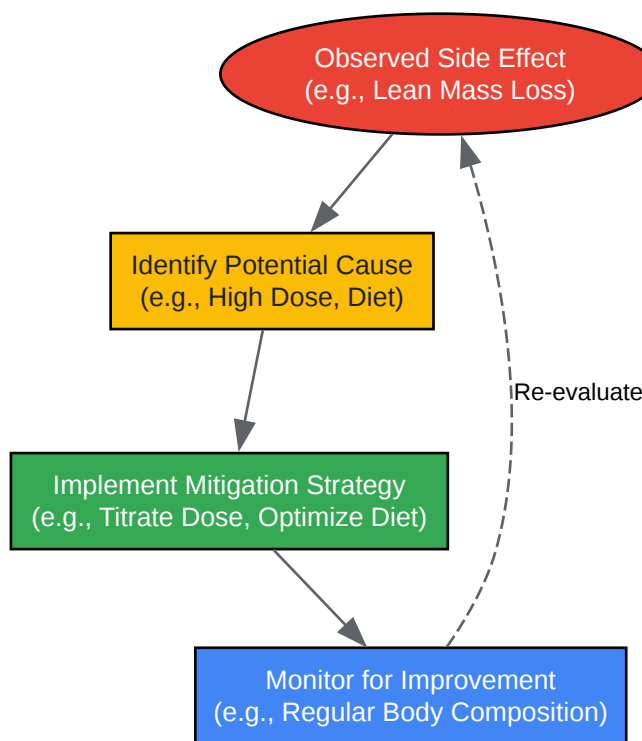 Observed Side Effect
(e.g., Lean Mass Loss)
Identify Potential Cause
(e.g., High Dose, Diet)
Re-evaluate
Implement Mitigation Strategy
(e.g., Titrate Dose, Optimize Diet)
Monitor for Improvement
(e.g., Regular Body Composition)